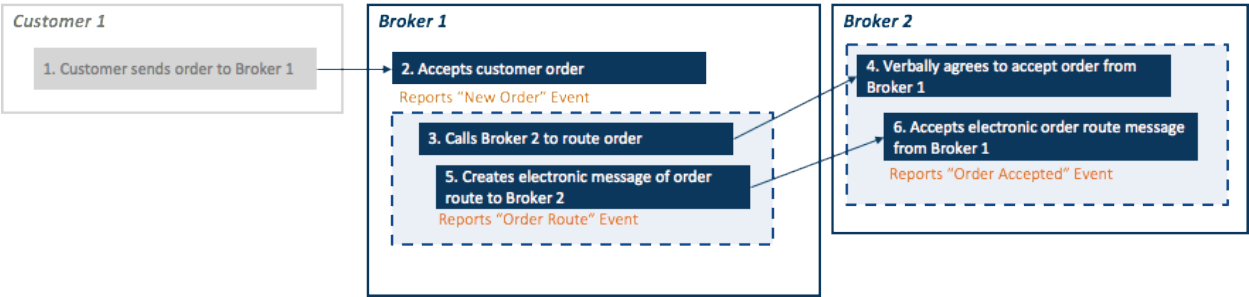 Customer 1
1. Customer sends order to Broker 1
Broker 1
2. Accepts customer order
Reports "New Order" Event
3. Calls Broker 2 to route order
5. Creates electronic message of order
route to Broker 2
Reports "Order Route" Event
Broker 2
4. Verbally agrees to accept order from
Broker 1
6. Accepts electronic order route message
from Broker 1
Reports "Order Accepted" Event